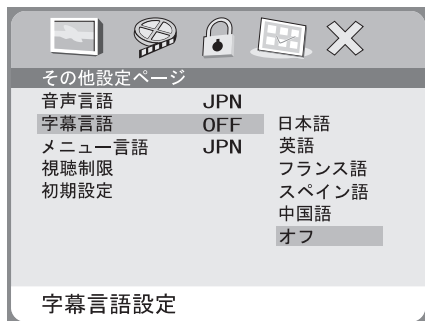 その他設定ページ
音声言語 JPN
字幕言語 OFF 日本語
メニュー言語 JPN 英語
視聴制限 フランス語
初期設定 スペイン語
中国語
オフ
字幕言語設定